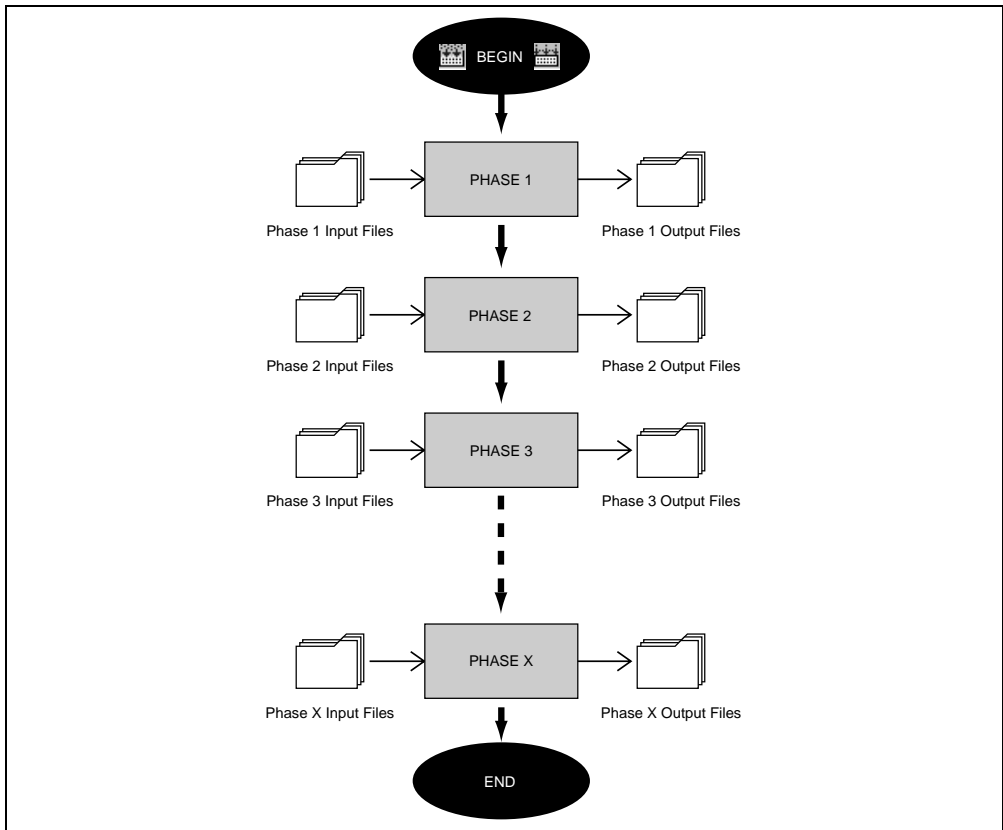 BEGIN
PHASE 1
Phase 1 Input Files
Phase 1 Output Files
PHASE 2
Phase 2 Input Files
Phase 2 Output Files
PHASE 3
Phase 3 Input Files
Phase 3 Output Files
PHASE X
Phase X Input Files
Phase X Output Files
END